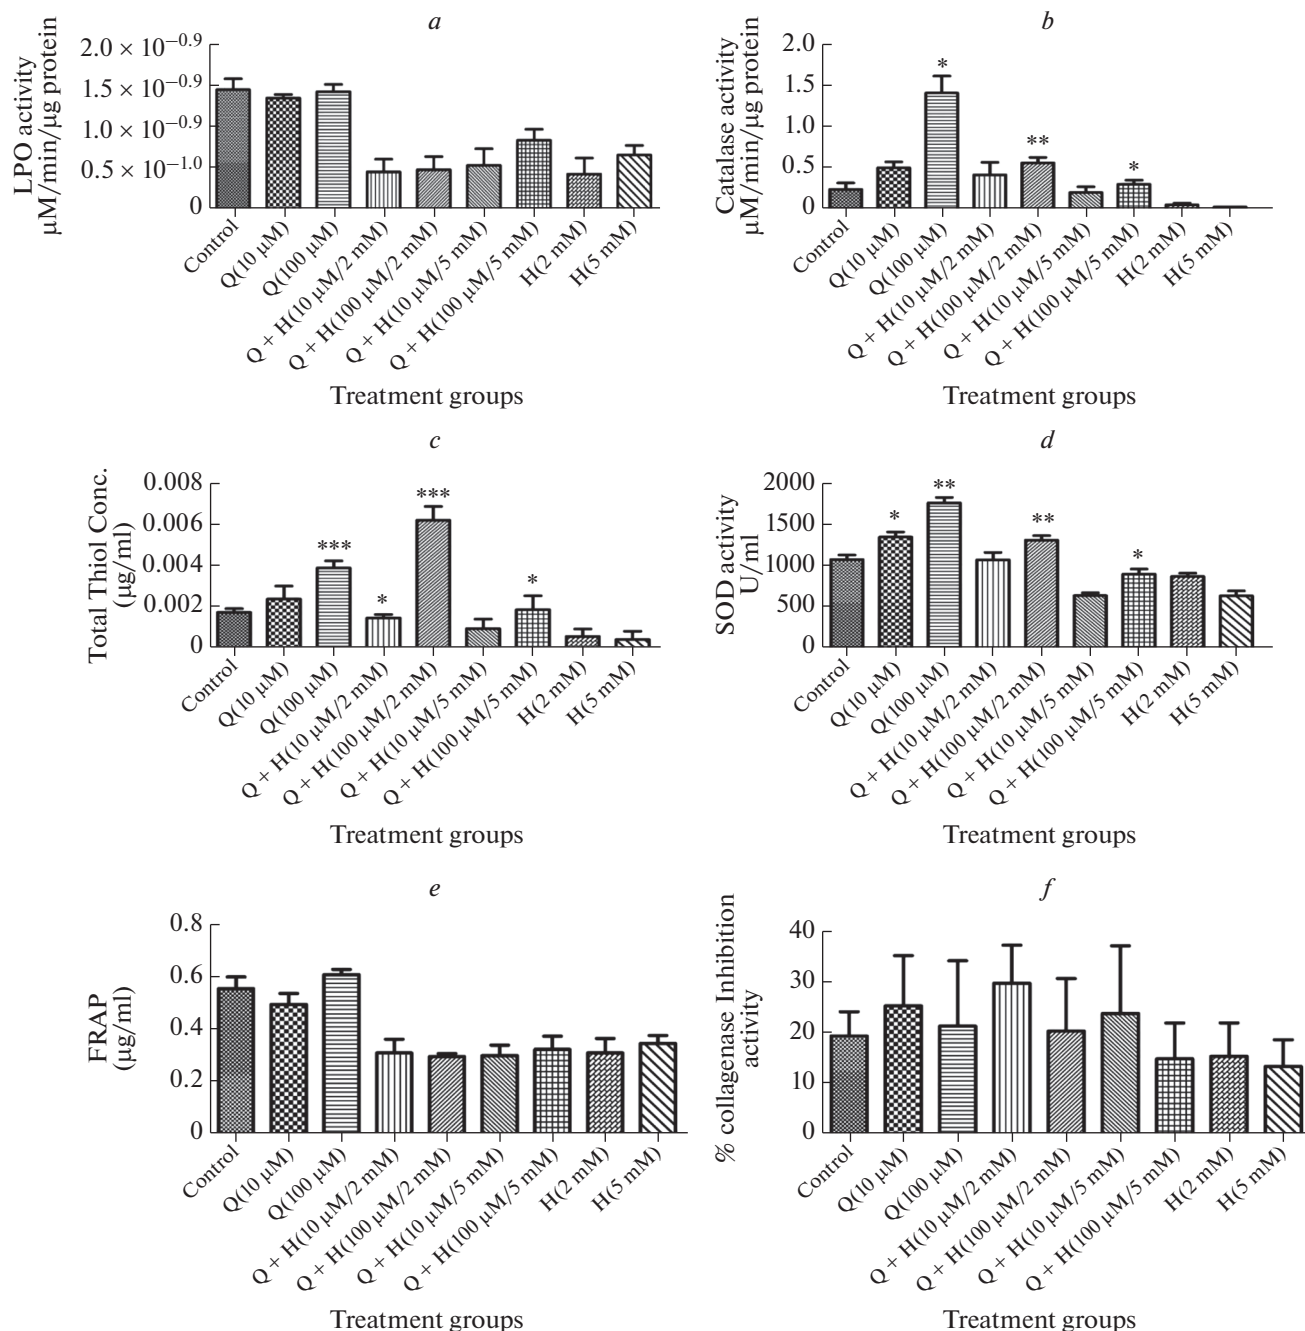 a
LPO activity
μM/min/μg protein
2.0 × 10^–0.9
1.5 × 10^–0.9
1.0 × 10^–0.9
0.5 × 10^–1.0
0
Control
Q(10 μM)
Q(100 μM)
Q + H(10 μM/2 mM)
Q + H(100 μM/2 mM)
Q + H(10 μM/5 mM)
Q + H(100 μM/5 mM)
H(2 mM)
H(5 mM)
Treatment groups
b
Catalase activity
μM/min/μg protein
2.0
1.5
1.0
0.5
0
*
**
*
Control
Q(10 μM)
Q(100 μM)
Q + H(10 μM/2 mM)
Q + H(100 μM/2 mM)
Q + H(10 μM/5 mM)
Q + H(100 μM/5 mM)
H(2 mM)
H(5 mM)
Treatment groups
c
Total Thiol Conc.
(μg/ml)
0.008
0.006
0.004
0.002
0
***
*
***
*
Control
Q(10 μM)
Q(100 μM)
Q + H(10 μM/2 mM)
Q + H(100 μM/2 mM)
Q + H(10 μM/5 mM)
Q + H(100 μM/5 mM)
H(2 mM)
H(5 mM)
Treatment groups
d
SOD activity
U/ml
2000
1500
1000
500
0
*
**
**
*
Control
Q(10 μM)
Q(100 μM)
Q + H(10 μM/2 mM)
Q + H(100 μM/2 mM)
Q + H(10 μM/5 mM)
Q + H(100 μM/5 mM)
H(2 mM)
H(5 mM)
Treatment groups
e
FRAP
(μg/ml)
0.8
0.6
0.4
0.2
0
Control
Q(10 μM)
Q(100 μM)
Q + H(10 μM/2 mM)
Q + H(100 μM/2 mM)
Q + H(10 μM/5 mM)
Q + H(100 μM/5 mM)
H(2 mM)
H(5 mM)
Treatment groups
f
% collagenase Inhibition
activity
40
30
20
10
0
Control
Q(10 μM)
Q(100 μM)
Q + H(10 μM/2 mM)
Q + H(100 μM/2 mM)
Q + H(10 μM/5 mM)
Q + H(100 μM/5 mM)
H(2 mM)
H(5 mM)
Treatment groups